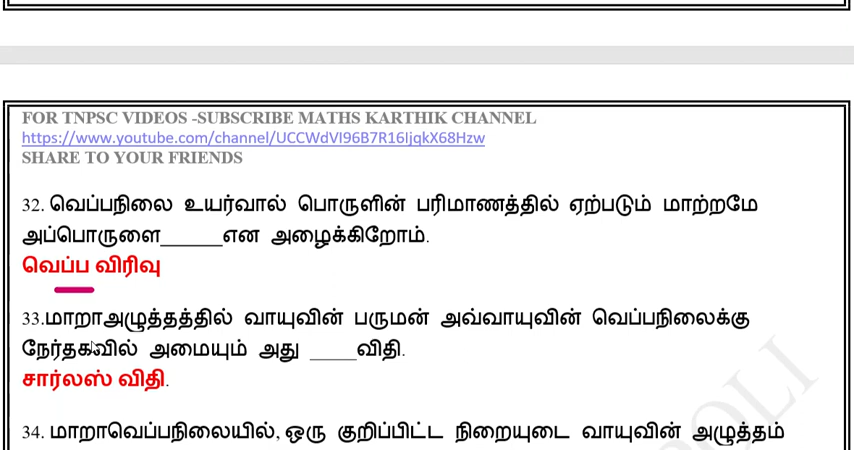 FOR TNPSC VIDEOS -SUBSCRIBE MATHS KARTHIK CHANNEL
https://www.youtube.com/channel/UCCWdVI96B7R16IjqkX68Hzw
SHARE TO YOUR FRIENDS
32. வெப்பநிலை உயர்வால் பொருளின் பரிமாணத்தில் ஏற்படும் மாற்றமே
அப்பொருளை______என அழைக்கிறோம்.
வெப்ப விரிவு
33.மாறாஅழுத்தத்தில் வாயுவின் பருமன் அவ்வாயுவின் வெப்பநிலைக்கு
நேர்தகவில் அமையும் அது _____விதி.
சார்லஸ் விதி.
34. மாறாவெப்பநிலையில், ஒரு குறிப்பிட்ட நிறையுடை வாயுவின் அழுத்தம்